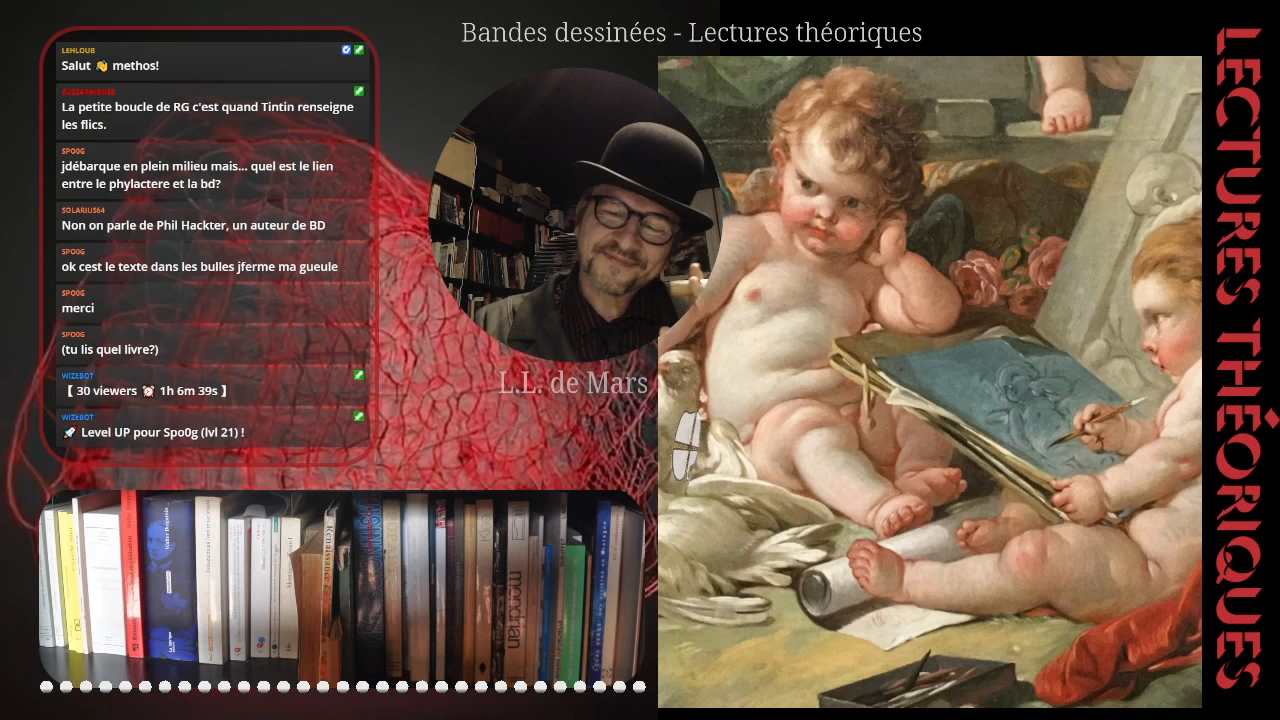 Bandes dessinées - Lectures théoriques
LEHLOUB
Salut 👋 methos!
La petite boucle de RG c'est quand Tintin renseigne
les flics.
SPO0G
jdébarque en plein milieu mais... quel est le lien
entre le phylactere et la bd?
SOLARIUS64
Non on parle de Phil Hackter, un auteur de BD
SPO0G
ok cest le texte dans les bulles jferme ma gueule
SPO0G
merci
SPO0G
(tu lis quel livre?)
WIZEBOT
【 30 viewers ⏰ 1h 6m 39s 】
WIZEBOT
🚀 Level UP pour Spo0g (lvl 21) !
L.L. de Mars
LECTURES THÉORIQUES
Walter Benjamin
Renaissance
mondrian